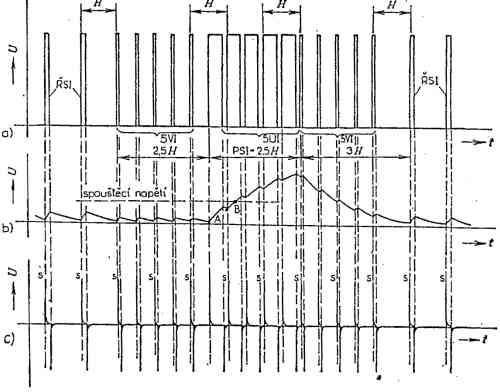 H H H H
U
ŘSI ŘSI
a) 5VI 5UI 5VI t
2,5H PSI=2,5H 3H
U
spouštěcí napětí
A B
b) t
U
s s s s s s s s s s
c) t